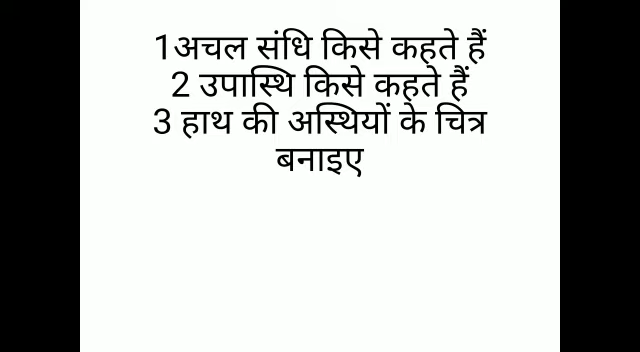 1अचल संधि किसे कहते हैं
2 उपास्थि किसे कहते हैं
3 हाथ की अस्थियों के चित्र
बनाइए